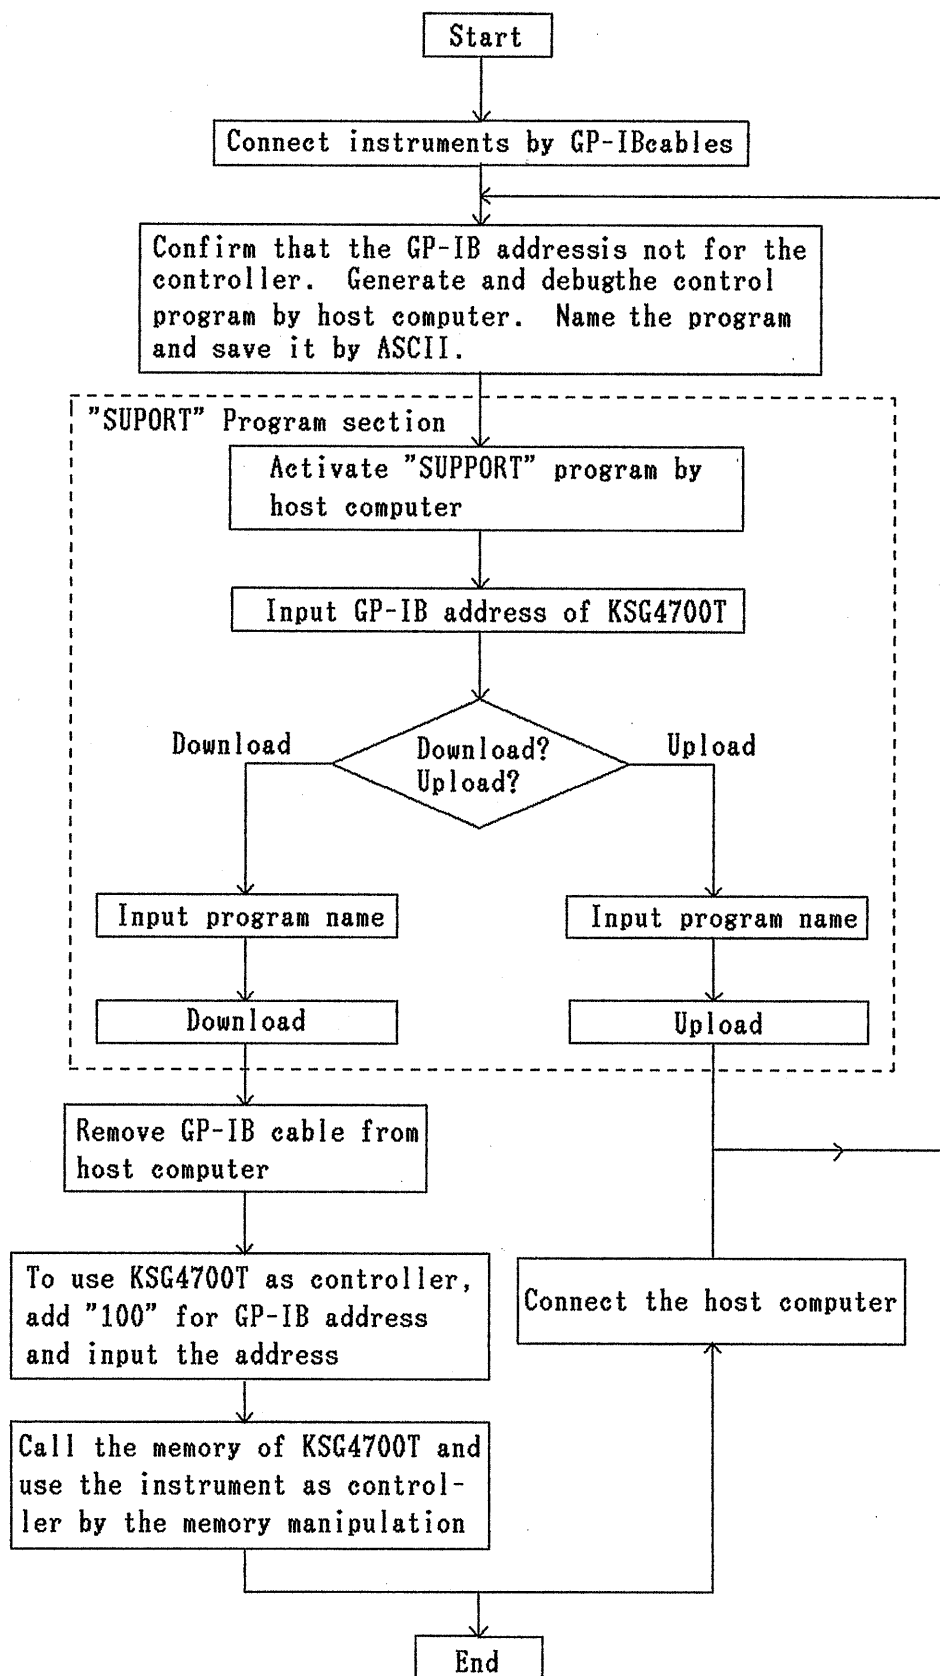 Start
Connect instruments by GP-IBcables
Confirm that the GP-IB addressis not for the
controller. Generate and debugthe control
program by host computer. Name the program
and save it by ASCII.
"SUPORT" Program section
Activate "SUPPORT" program by
host computer
Input GP-IB address of KSG4700T
Download
Download?
Upload?
Upload
Input program name
Input program name
Download
Upload
Remove GP-IB cable from
host computer
To use KSG4700T as controller,
add "100" for GP-IB address
and input the address
Connect the host computer
Call the memory of KSG4700T and
use the instrument as control-
ler by the memory manipulation
End